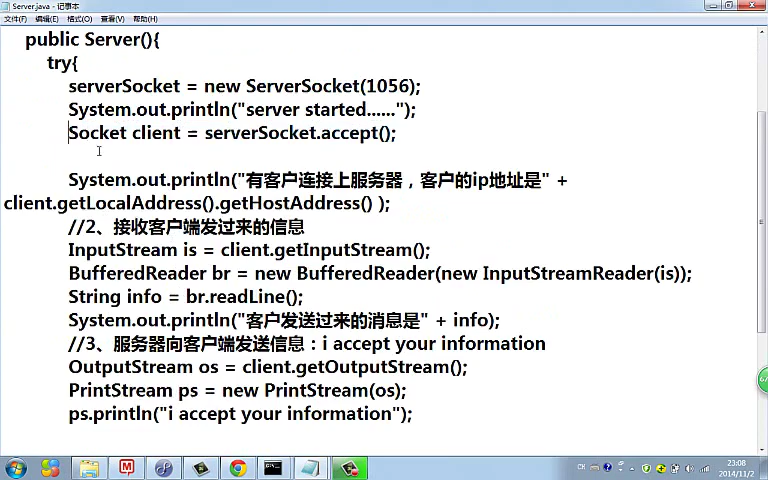 Server.java - 记事本
文件(F) 编辑(E) 格式(O) 查看(V) 帮助(H)
public Server(){
try{
serverSocket = new ServerSocket(1056);
System.out.println("server started......");
Socket client = serverSocket.accept();
System.out.println("有客户连接上服务器，客户的ip地址是" +
client.getLocalAddress().getHostAddress() );
//2、接收客户端发过来的信息
InputStream is = client.getInputStream();
BufferedReader br = new BufferedReader(new InputStreamReader(is));
String info = br.readLine();
System.out.println("客户发送过来的消息是" + info);
//3、服务器向客户端发送信息：i accept your information
OutputStream os = client.getOutputStream();
PrintStream ps = new PrintStream(os);
ps.println("i accept your information");
CH
23:08
2014/11/2